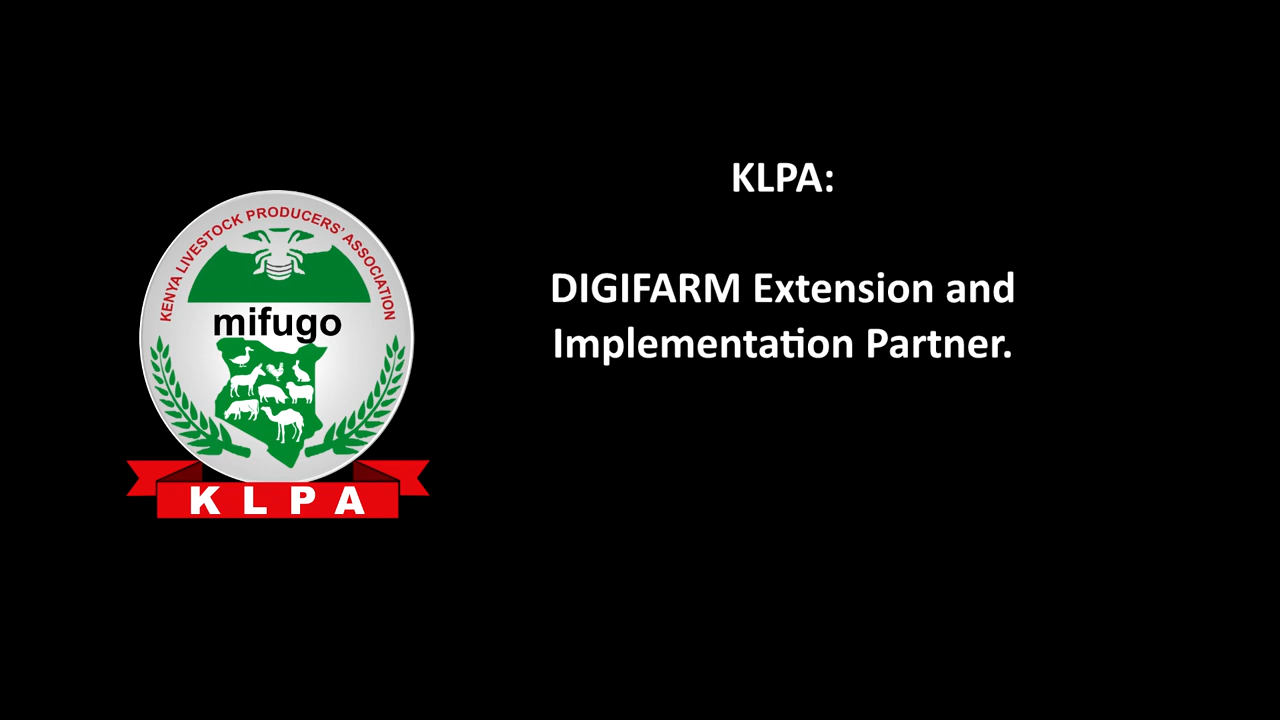 KENYA LIVESTOCK PRODUCERS' ASSOCIATION
mifugo
KLPA
KLPA:
DIGIFARM Extension and
Implementation Partner.